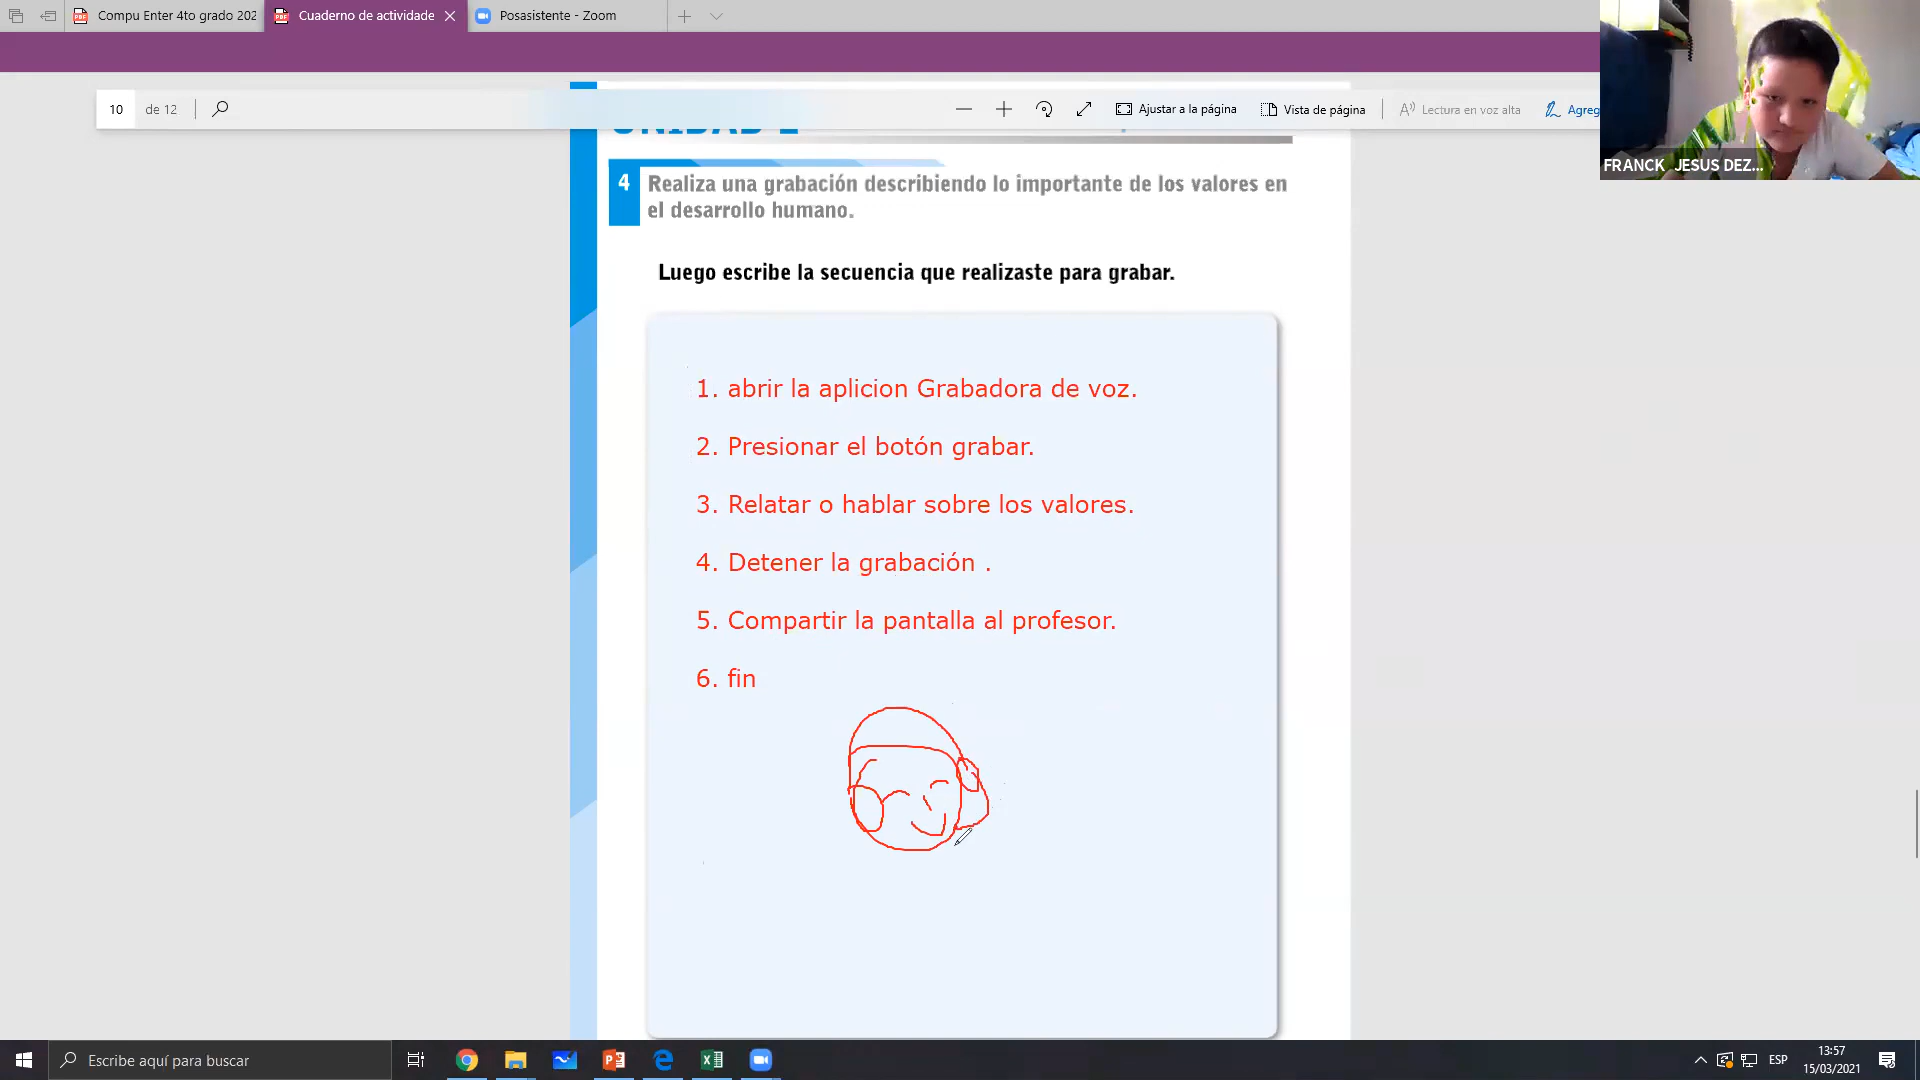 Compu Enter 4to grado 202
Cuaderno de actividade
Posasistente - Zoom
10 de 12
Ajustar a la página
Vista de página
Lectura en voz alta
Agreg
FRANCK JESUS DEZ...
4 Realiza una grabación describiendo lo importante de los valores en
el desarrollo humano.
Luego escribe la secuencia que realizaste para grabar.
1. abrir la aplicion Grabadora de voz.
2. Presionar el botón grabar.
3. Relatar o hablar sobre los valores.
4. Detener la grabación .
5. Compartir la pantalla al profesor.
6. fin
Escribe aquí para buscar
ESP
13:57
15/03/2021